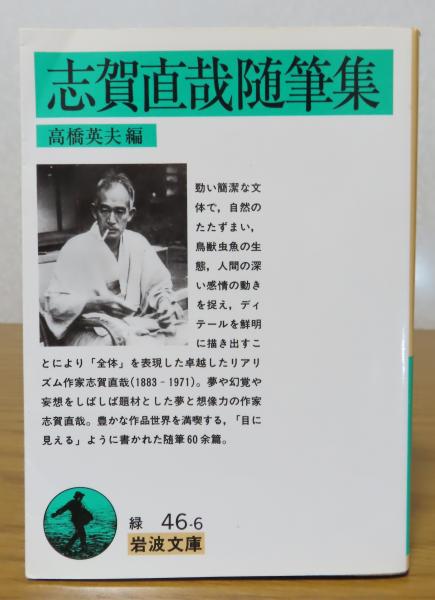 志賀直哉随筆集
高橋英夫編
勁い簡潔な文
体で，自然の
たたずまい，
鳥獣虫魚の生
態，人間の深
い感情の動き
を捉え，ディ
テールを鮮明
に描き出すこ
とにより「全体」を表現した卓越したリアリ
ズム作家志賀直哉(1883‐1971)。夢や幻覚や
妄想をしばしば題材とした夢と想像力の作家
志賀直哉。豊かな作品世界を満喫する，「目に
見える」ように書かれた随筆60余篇。
緑 46-6
岩波文庫